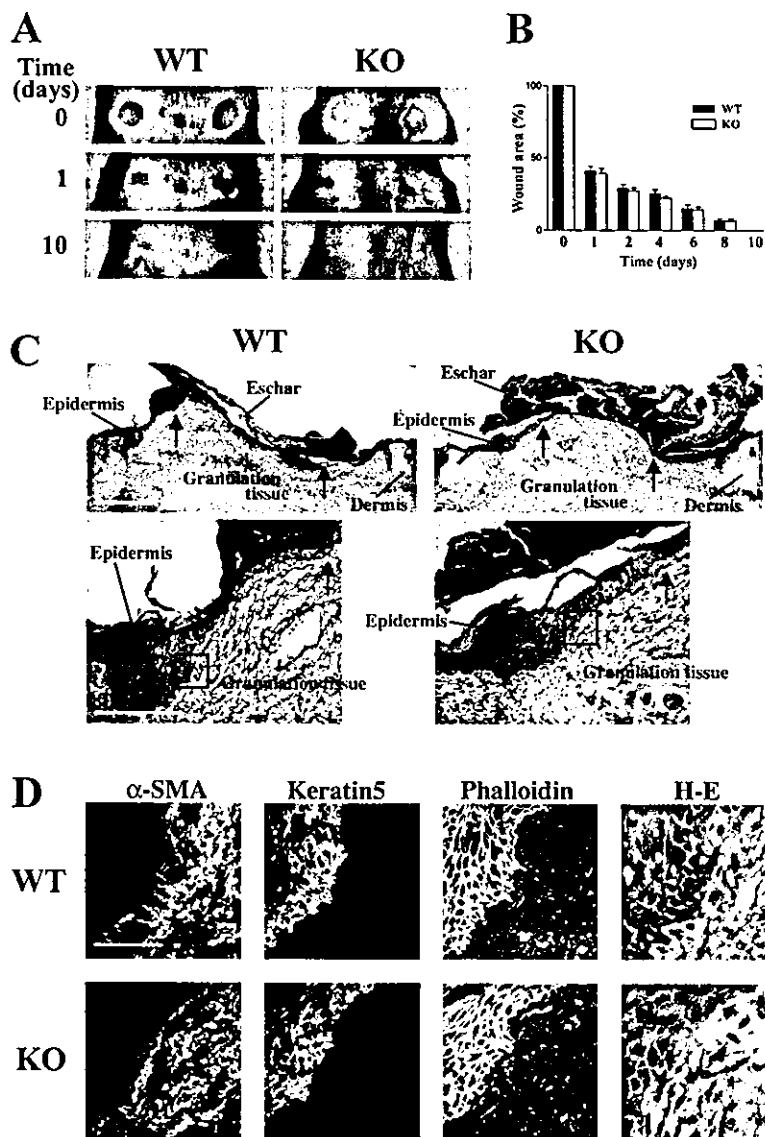 A
WT KO
Time
(days)
0
1
10
B
100
50
0
Wound area (%)
WT
KO
0 1 2 4 6 8 10
Time (days)
C
WT KO
Epidermis
Eschar
Granulation
tissue
Dermis
Eschar
Epidermis
Granulation
tissue
Dermis
Epidermis
Granulation tissue
Epidermis
Granulation tissue
D
α-SMA Keratin5 Phalloidin H-E
WT
KO